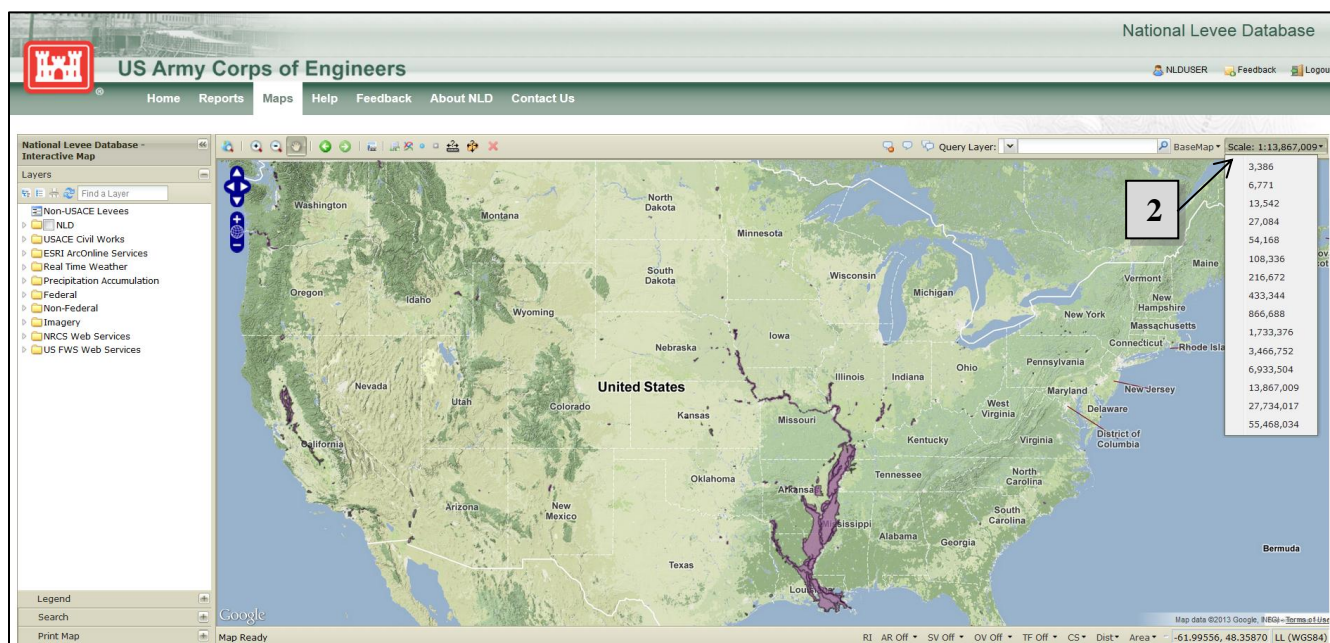 National Levee Database
US Army Corps of Engineers
®
NLDUSER Feedback Logou
Home Reports Maps Help Feedback About NLD Contact Us
National Levee Database -
Interactive Map
Query Layer: BaseMap Scale: 1:13,867,009
Layers
Find a Layer
Non-USACE Levees
NLD
USACE Civil Works
ESRI ArcOnline Services
Real Time Weather
Precipitation Accumulation
Federal
Non-Federal
Imagery
NRCS Web Services
US FWS Web Services
Legend
Search
Print Map
2
3,386
6,771
13,542
27,084
54,168
108,336
216,672
433,344
866,688
1,733,376
3,466,752
6,933,504
13,867,009
27,734,017
55,468,034
Washington
Montana
North
Dakota
Minnesota
South
Dakota
Wisconsin
Michigan
Vermont
Maine
New
Hampshire
New York
Massachusetts
Connecticut
Rhode Isla
Oregon
Idaho
Wyoming
Nebraska
Iowa
Illinois
Indiana
Ohio
Pennsylvania
Maryland
New Jersey
Delaware
District of
Columbia
Nevada
Utah
Colorado
United States
Kansas
Missouri
West
Virginia
Virginia
Kentucky
California
Arizona
New
Mexico
Oklahoma
Arkansas
Tennessee
North
Carolina
South
Carolina
Mississippi
Alabama
Georgia
Texas
Bermuda
Google
Map data ©2013 Google, INEGI - Terms of Use
Map Ready
RI AR Off SV Off OV Off TF Off CS Dist Area -61.99556, 48.35870 LL (WGS84)